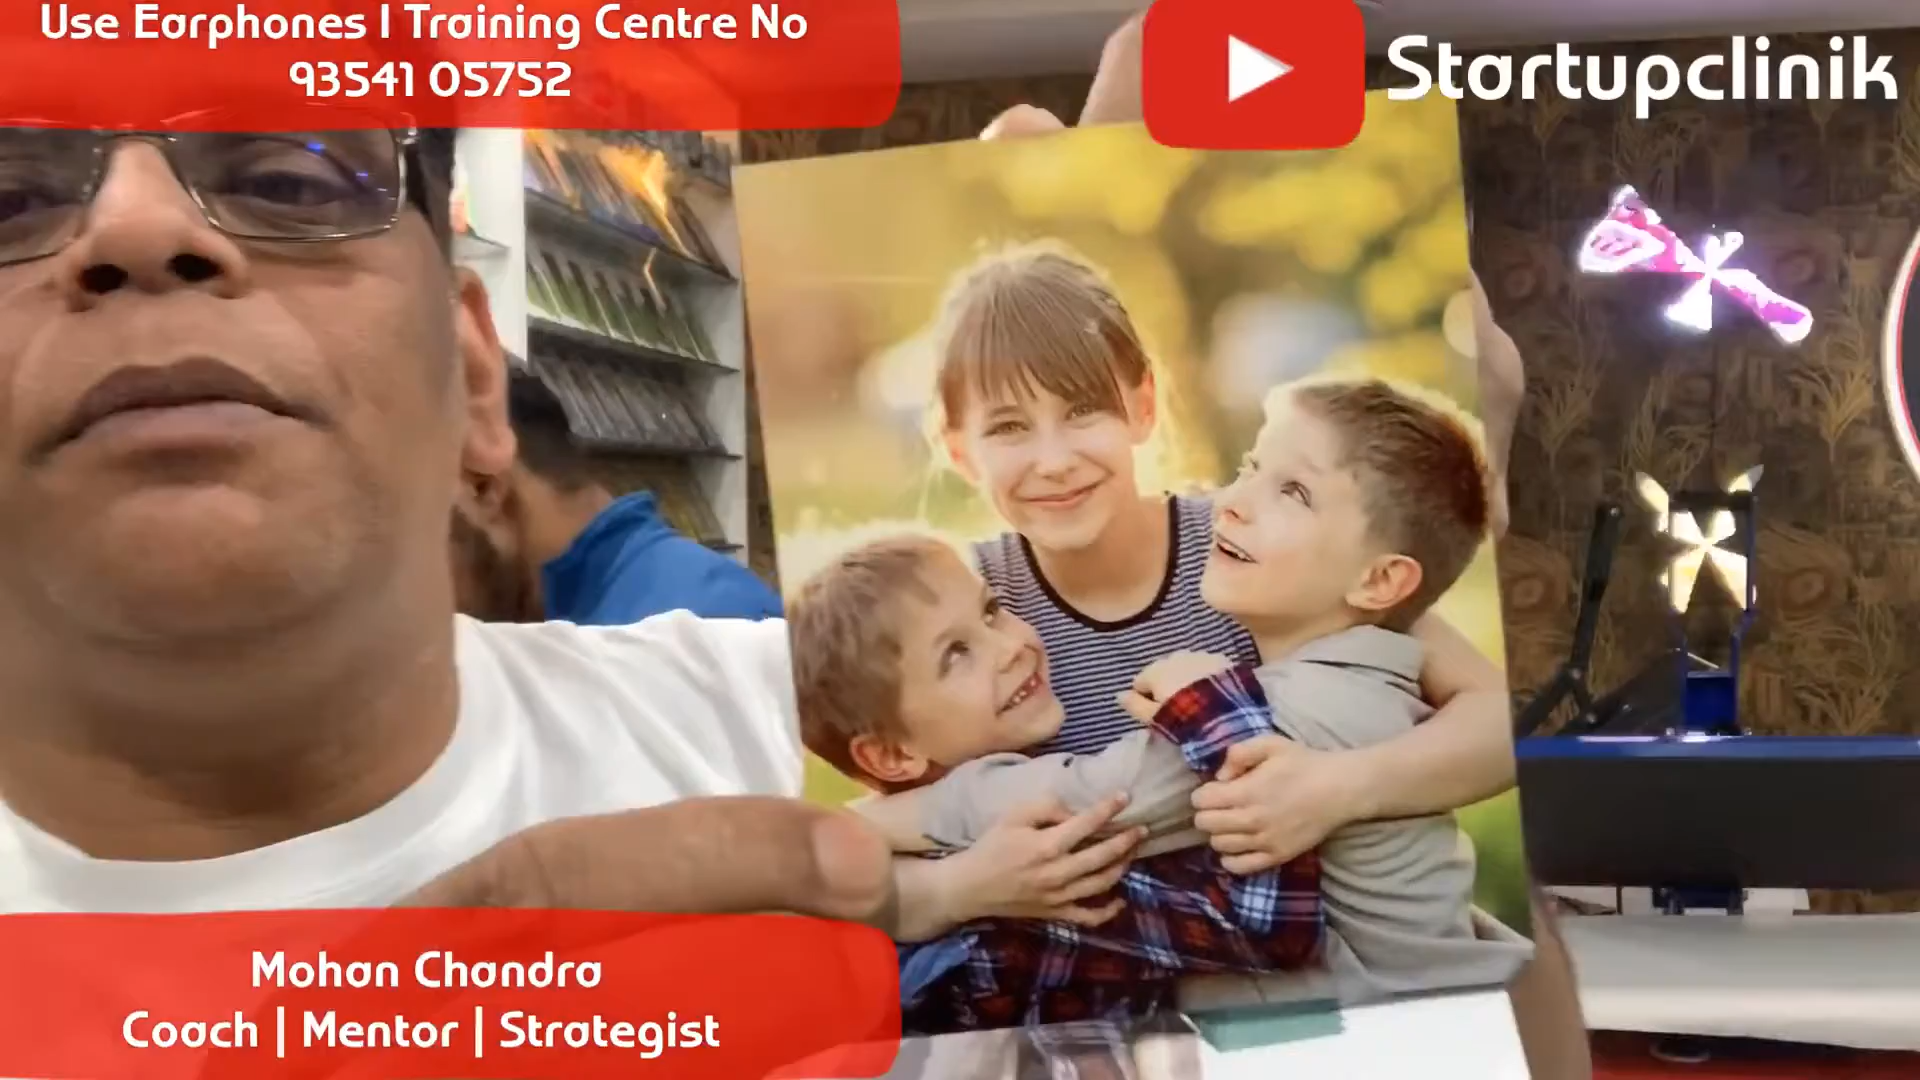 Use Earphones | Training Centre No
93541 05752
Startupclinik
Mohan Chandra
Coach | Mentor | Strategist